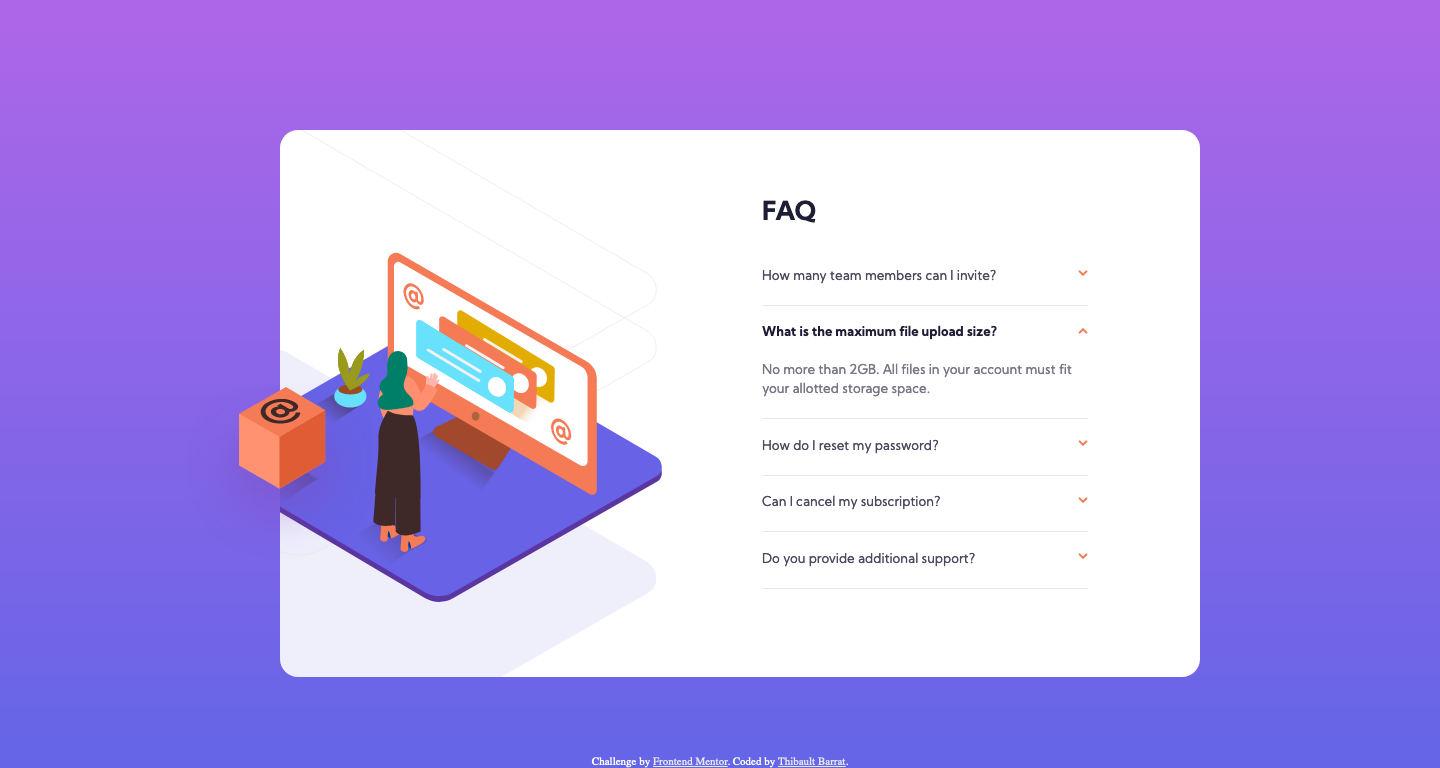 FAQ
How many team members can I invite?
What is the maximum file upload size?
No more than 2GB. All files in your account must fit
your allotted storage space.
How do I reset my password?
Can I cancel my subscription?
Do you provide additional support?
@
@
@
Challenge by Frontend Mentor. Coded by Thibault Barrat.